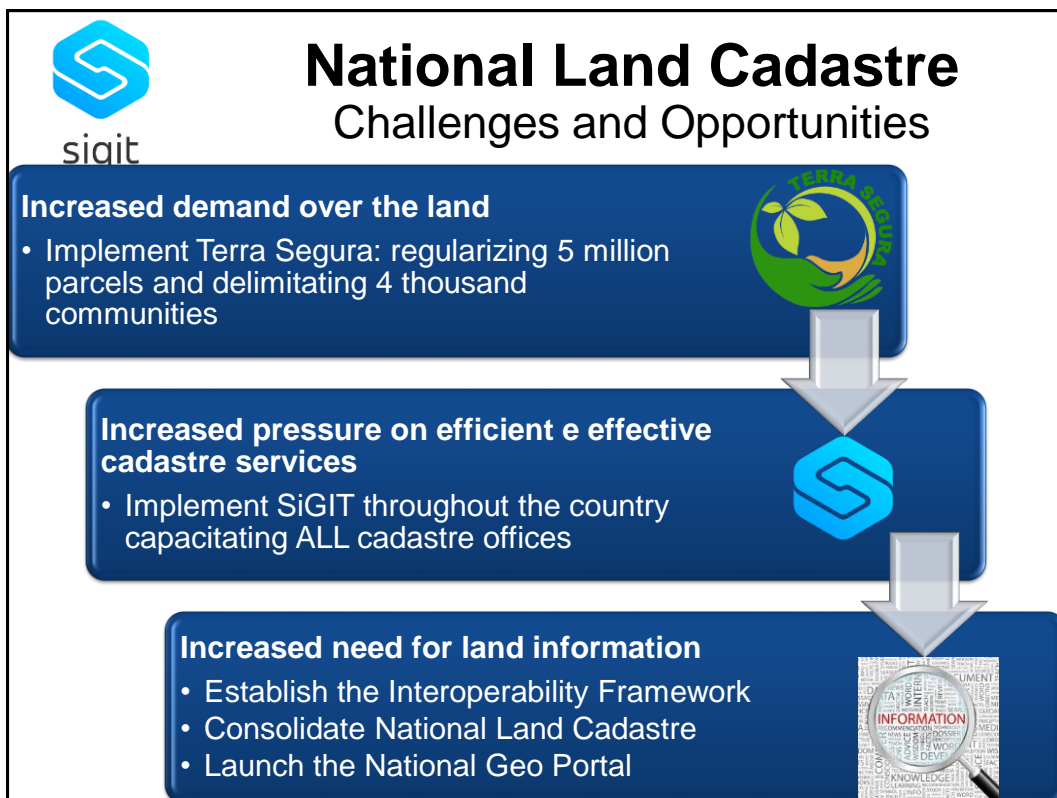 sigit
National Land Cadastre
Challenges and Opportunities
Increased demand over the land
• Implement Terra Segura: regularizing 5 million
parcels and delimitating 4 thousand
communities
TERRA SEGURA
Increased pressure on efficient e effective
cadastre services
• Implement SiGIT throughout the country
capacitating ALL cadastre offices
Increased need for land information
• Establish the Interoperability Framework
• Consolidate National Land Cadastre
• Launch the National Geo Portal
INFORMATION
KNOWLEDGE